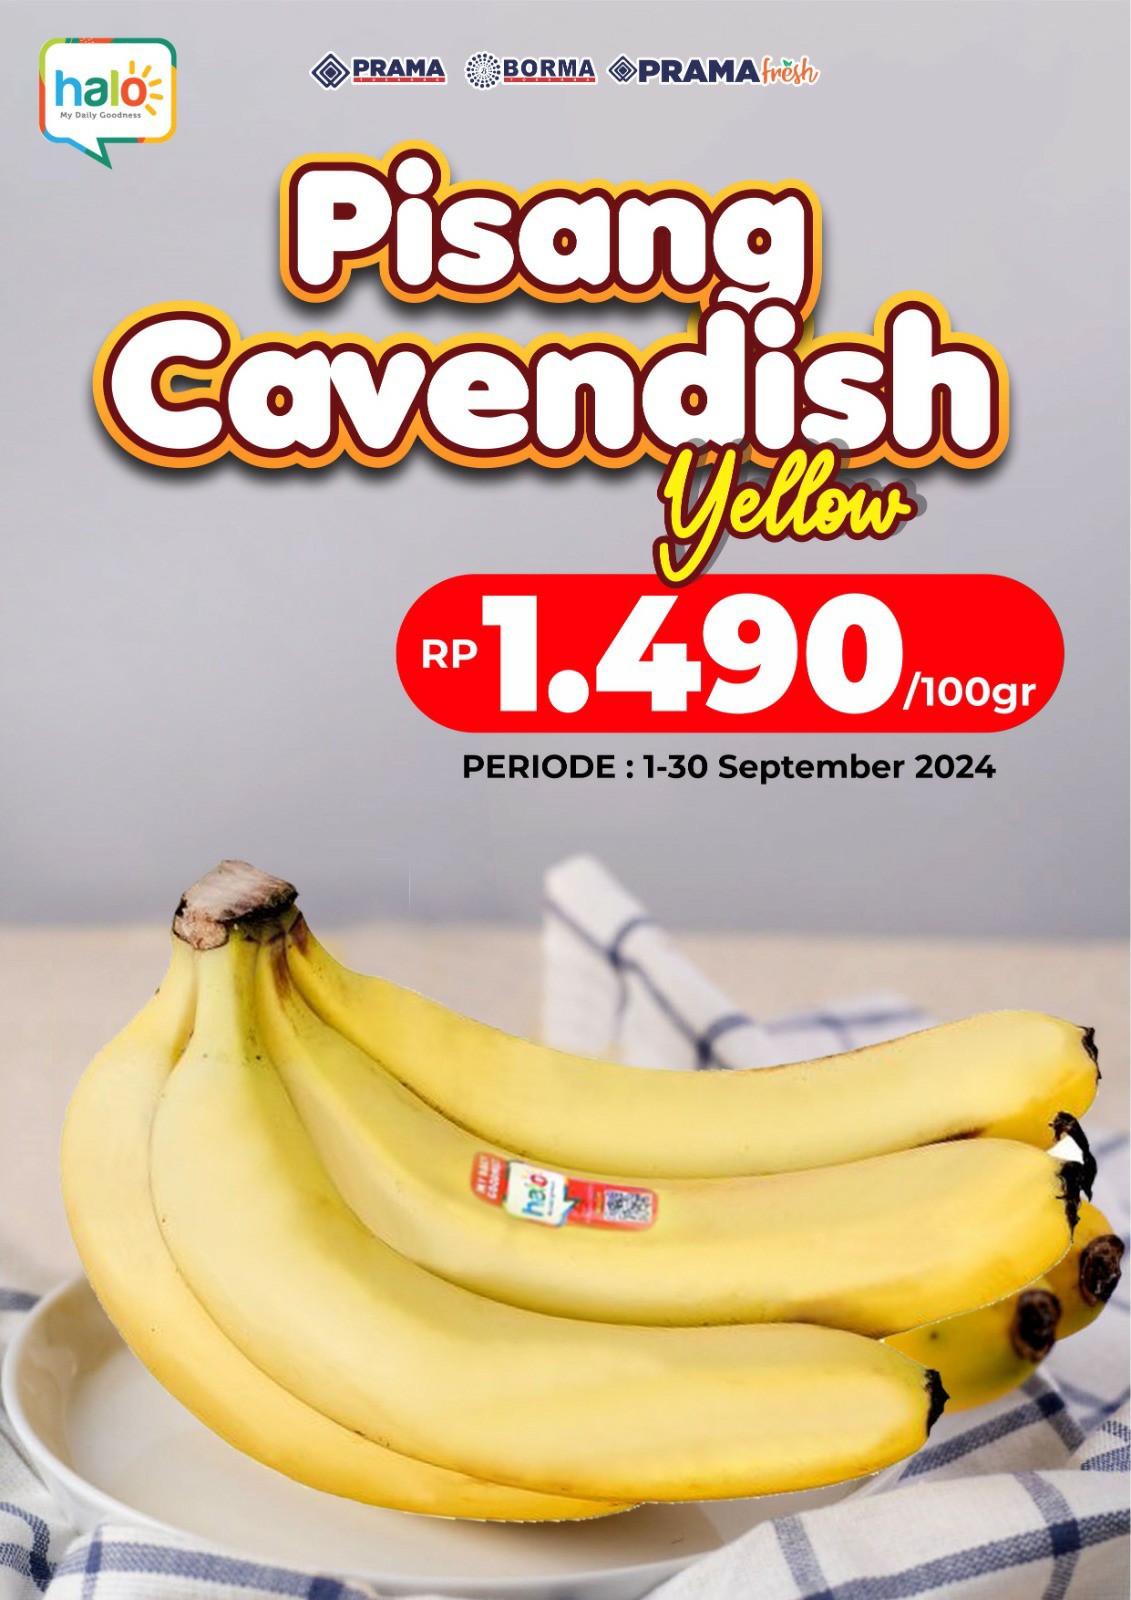 halo
My Daily Goodness
PRAMA BORMA PRAMA fresh
Pisang
Cavendish
Yellow
RP 1.490 /100gr
PERIODE : 1-30 September 2024
halo